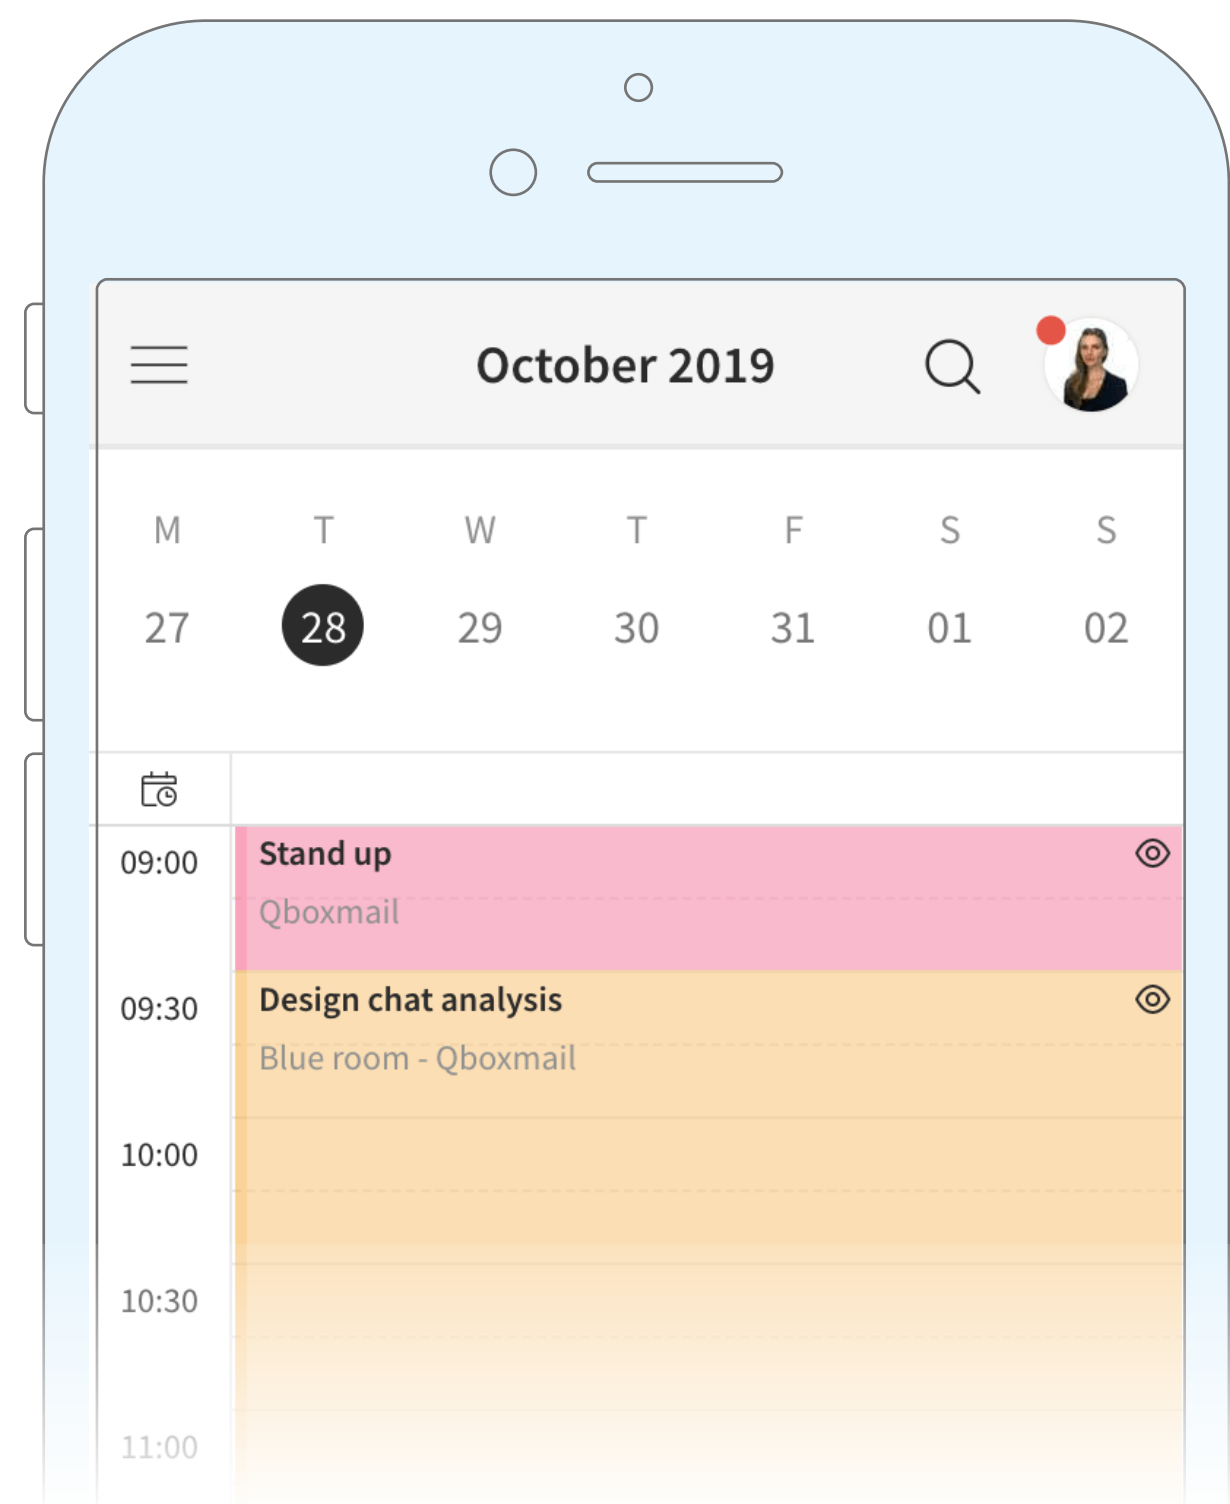 October 2019
M T W T F S S
27 28 29 30 31 01 02
09:00 Stand up
Qboxmail
09:30 Design chat analysis
Blue room - Qboxmail
10:00
10:30
11:00